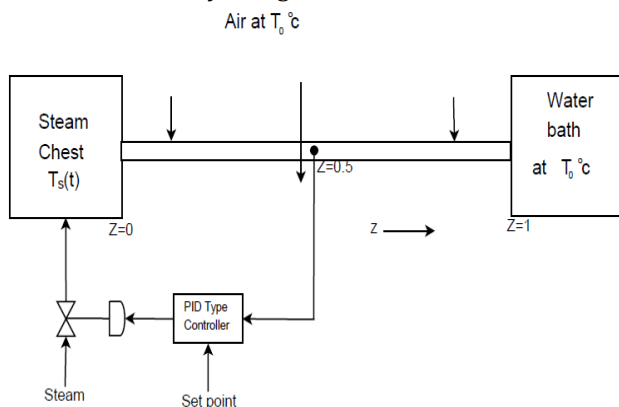 Air at T₀ °c
Steam
Chest
Tₛ(t)
Water
bath
at T₀ °c
Z=0.5
Z=0
z
Z=1
PID Type
Controller
Steam
Set point